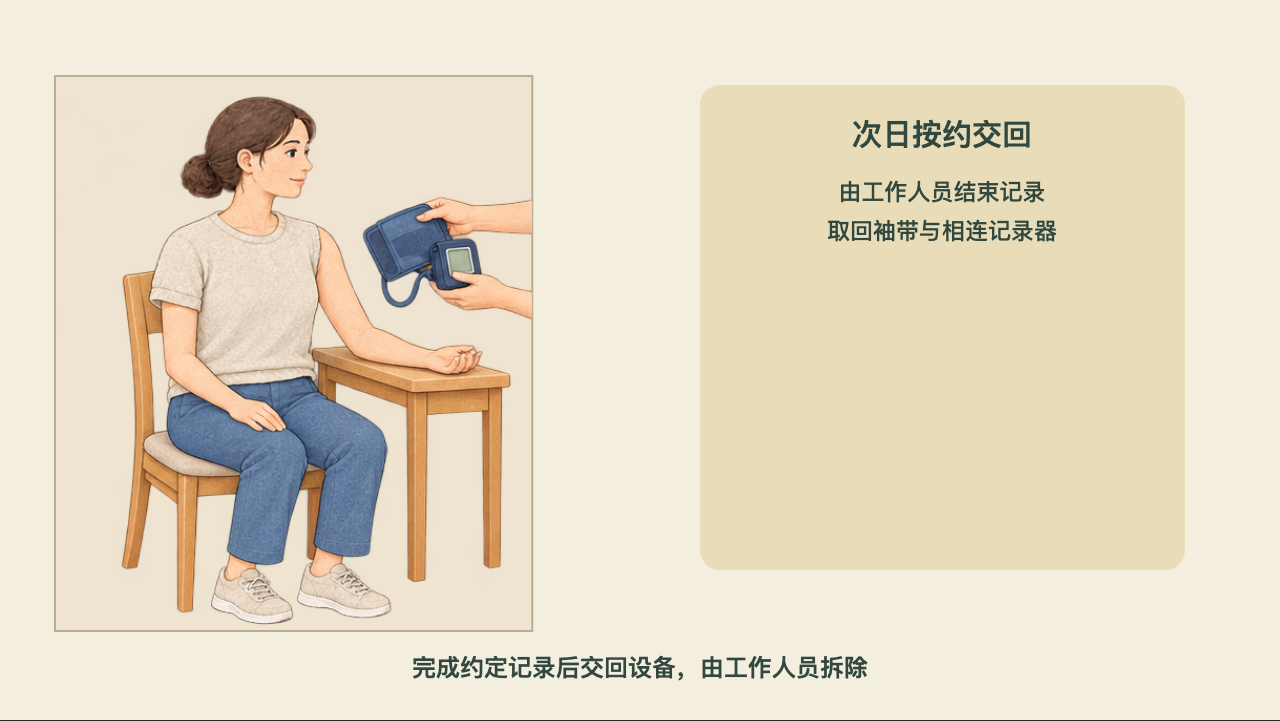 次日按约交回
由工作人员结束记录
取回袖带与相连记录器
完成约定记录后交回设备，由工作人员拆除